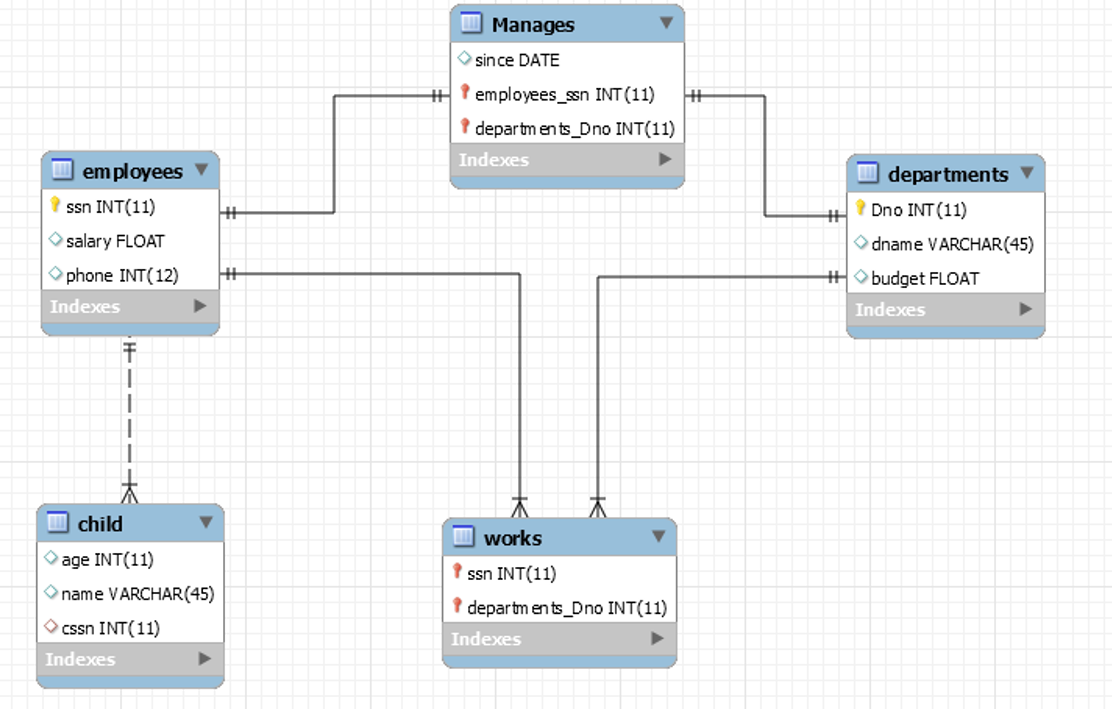 Manages
since DATE
employees_ssn INT(11)
departments_Dno INT(11)
Indexes
employees
ssn INT(11)
salary FLOAT
phone INT(12)
Indexes
departments
Dno INT(11)
dname VARCHAR(45)
budget FLOAT
Indexes
child
age INT(11)
name VARCHAR(45)
cssn INT(11)
Indexes
works
ssn INT(11)
departments_Dno INT(11)
Indexes